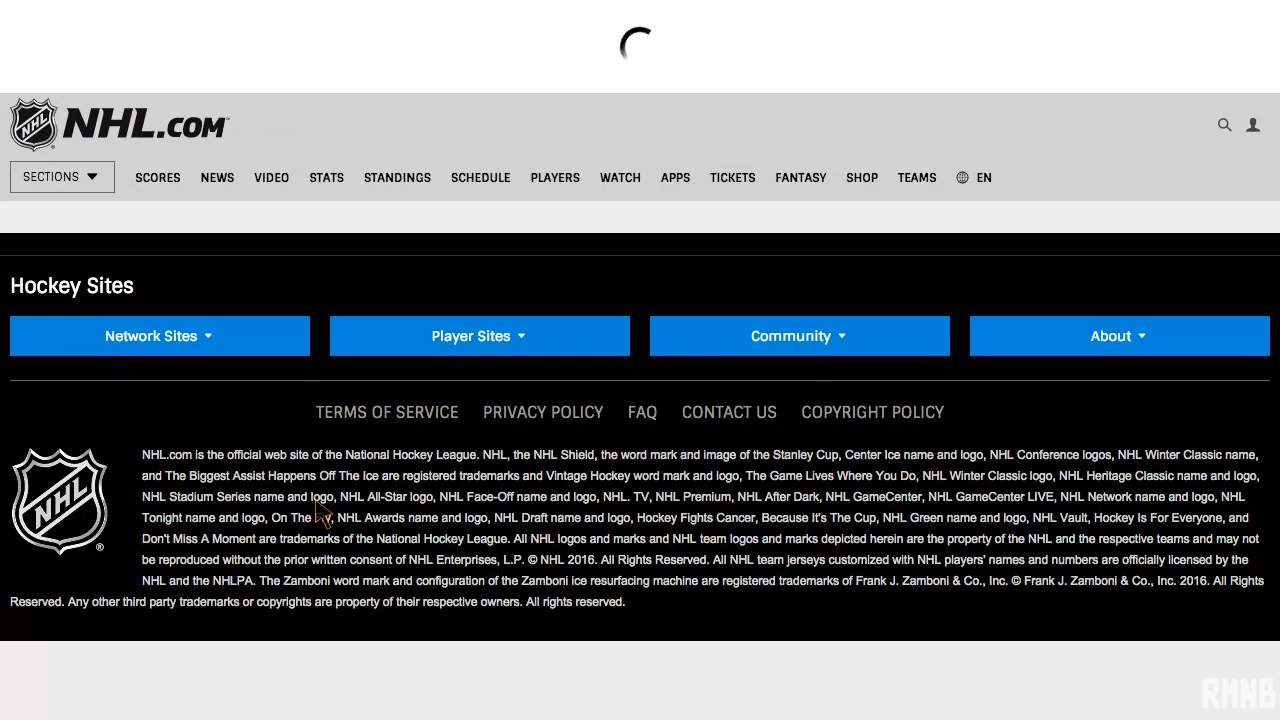 NHL NHL.COM™
SECTIONS SCORES NEWS VIDEO STATS STANDINGS SCHEDULE PLAYERS WATCH APPS TICKETS FANTASY SHOP TEAMS EN
Hockey Sites
Network Sites Player Sites Community About
TERMS OF SERVICE PRIVACY POLICY FAQ CONTACT US COPYRIGHT POLICY
NHL ®
NHL.com is the official web site of the National Hockey League. NHL, the NHL Shield, the word mark and image of the Stanley Cup, Center Ice name and logo, NHL Conference logos, NHL Winter Classic name,
and The Biggest Assist Happens Off The Ice are registered trademarks and Vintage Hockey word mark and logo, The Game Lives Where You Do, NHL Winter Classic logo, NHL Heritage Classic name and logo,
NHL Stadium Series name and logo, NHL All-Star logo, NHL Face-Off name and logo, NHL. TV, NHL Premium, NHL After Dark, NHL GameCenter, NHL GameCenter LIVE, NHL Network name and logo, NHL
Tonight name and logo, On The NHL Awards name and logo, NHL Draft name and logo, Hockey Fights Cancer, Because It's The Cup, NHL Green name and logo, NHL Vault, Hockey Is For Everyone, and
Don't Miss A Moment are trademarks of the National Hockey League. All NHL logos and marks and NHL team logos and marks depicted herein are the property of the NHL and the respective teams and may not
be reproduced without the prior written consent of NHL Enterprises, L.P. © NHL 2016. All Rights Reserved. All NHL team jerseys customized with NHL players' names and numbers are officially licensed by the
NHL and the NHLPA. The Zamboni word mark and configuration of the Zamboni ice resurfacing machine are registered trademarks of Frank J. Zamboni & Co., Inc. © Frank J. Zamboni & Co., Inc. 2016. All Rights
Reserved. Any other third party trademarks or copyrights are property of their respective owners. All rights reserved.
RMNB